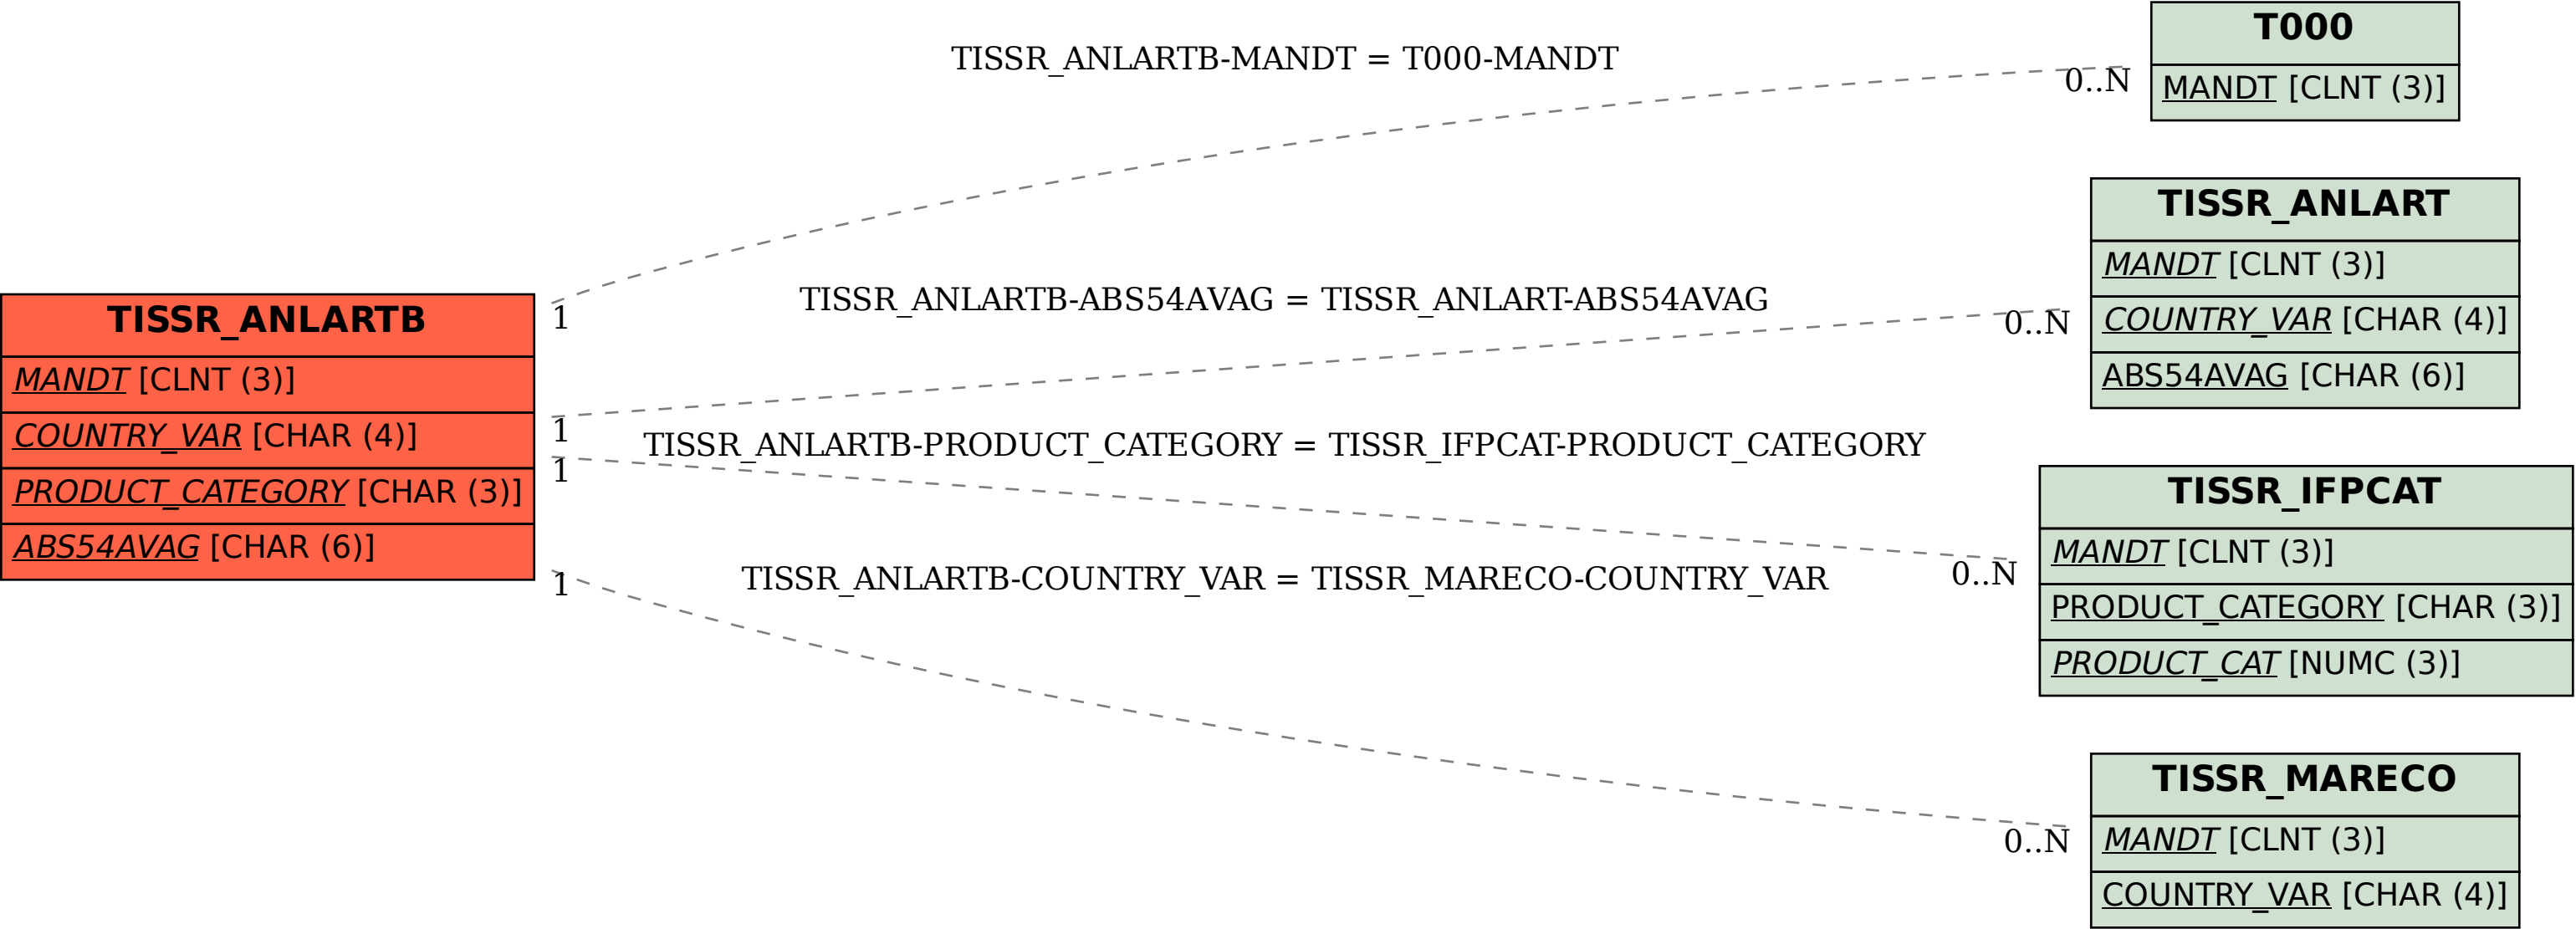 TISSR_ANLARTB
MANDT [CLNT (3)]
COUNTRY_VAR [CHAR (4)]
PRODUCT_CATEGORY [CHAR (3)]
ABS54AVAG [CHAR (6)]
TISSR_ANLARTB-MANDT = T000-MANDT
1
0..N
TISSR_ANLARTB-ABS54AVAG = TISSR_ANLART-ABS54AVAG
1
0..N
TISSR_ANLARTB-PRODUCT_CATEGORY = TISSR_IFPCAT-PRODUCT_CATEGORY
1
0..N
TISSR_ANLARTB-COUNTRY_VAR = TISSR_MARECO-COUNTRY_VAR
1
0..N
T000
MANDT [CLNT (3)]
TISSR_ANLART
MANDT [CLNT (3)]
COUNTRY_VAR [CHAR (4)]
ABS54AVAG [CHAR (6)]
TISSR_IFPCAT
MANDT [CLNT (3)]
PRODUCT_CATEGORY [CHAR (3)]
PRODUCT_CAT [NUMC (3)]
TISSR_MARECO
MANDT [CLNT (3)]
COUNTRY_VAR [CHAR (4)]